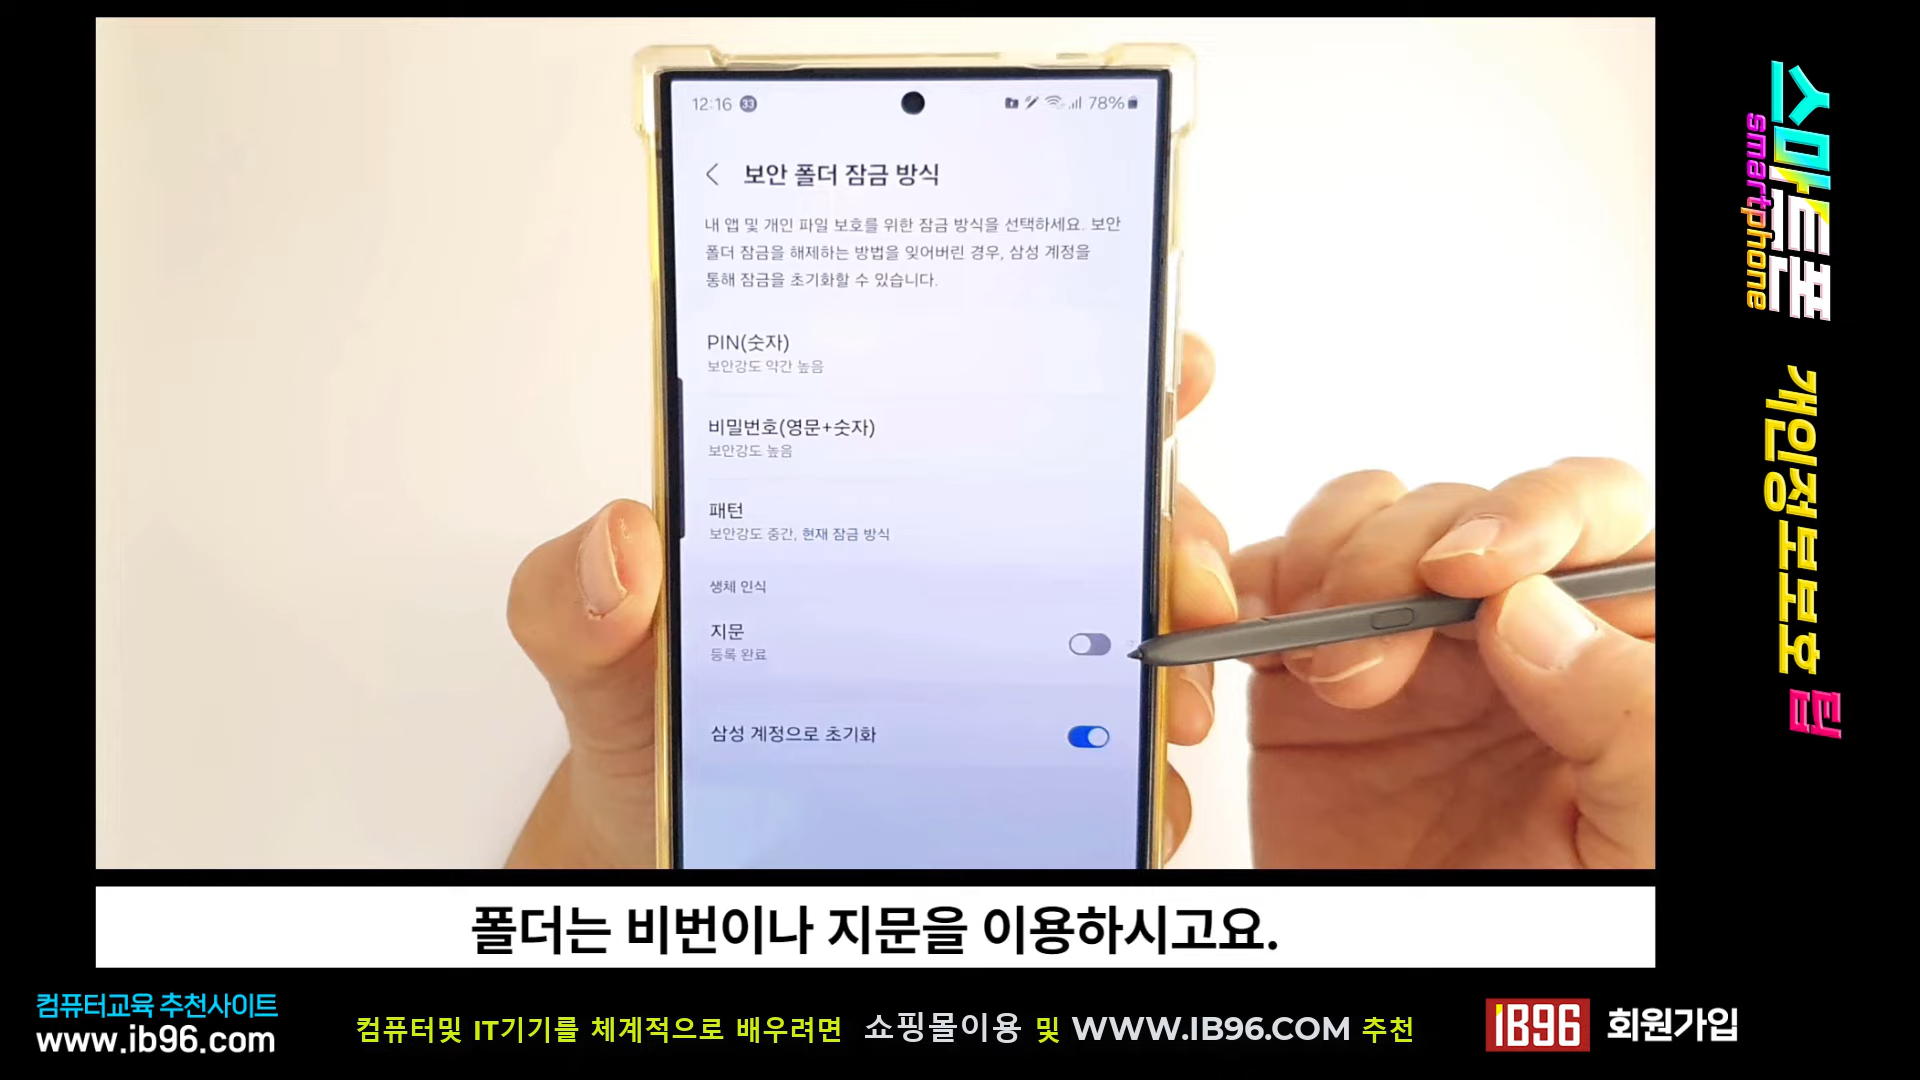 12:16 33 78%
보안 폴더 잠금 방식
내 앱 및 개인 파일 보호를 위한 잠금 방식을 선택하세요. 보안
폴더 잠금을 해제하는 방법을 잊어버린 경우, 삼성 계정을
통해 잠금을 초기화할 수 있습니다.
PIN(숫자)
보안강도 약간 높음
비밀번호(영문+숫자)
보안강도 높음
패턴
보안강도 중간, 현재 잠금 방식
생체 인식
지문
등록 완료
삼성 계정으로 초기화
스마트폰
smartphone
개인정보보호 팁
폴더는 비번이나 지문을 이용하시고요.
컴퓨터교육 추천사이트
www.ib96.com
컴퓨터및 IT기기를 체계적으로 배우려면 쇼핑몰이용 및 WWW.IB96.COM 추천
IB96 회원가입